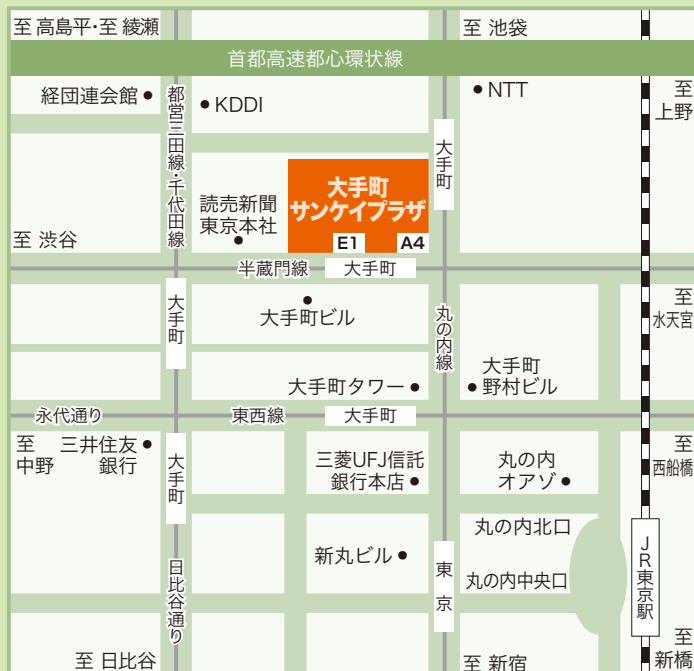 至 高島平・至 綾瀬
至 池袋
首都高速都心環状線
経団連会館
KDDI
NTT
至
上野
都営三田線・千代田線
大手町
大手町
サンケイプラザ
E1
A4
読売新聞
東京本社
至 渋谷
半蔵門線
大手町
大手町
大手町ビル
丸の内線
至
水天宮
大手町タワー
大手町
野村ビル
永代通り
東西線
大手町
至
中野
三井住友
銀行
大手町
三菱UFJ信託
銀行本店
丸の内
オアゾ
至
西船橋
丸の内北口
新丸ビル
丸の内中央口
東京
JR東京駅
日比谷通り
至 日比谷
至 新宿
至
新橋